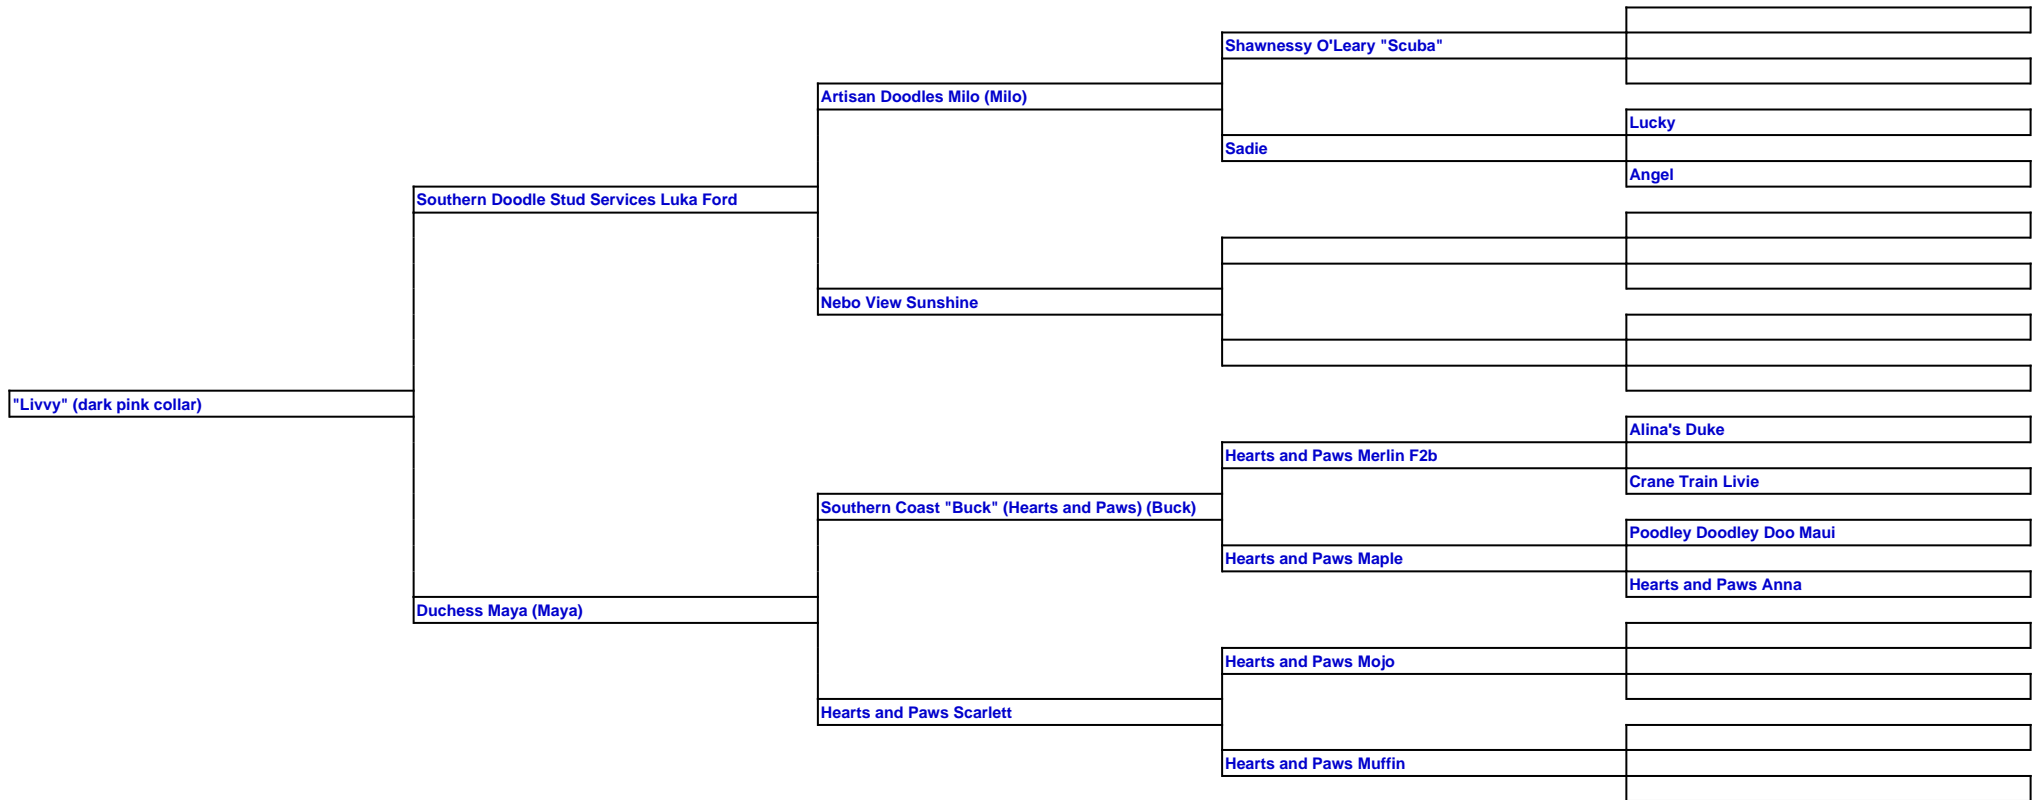 Shawnessy O'Leary "Scuba"
Artisan Doodles Milo (Milo)
Lucky
Sadie
Angel
Southern Doodle Stud Services Luka Ford
Nebo View Sunshine
"Livvy" (dark pink collar)
Alina's Duke
Hearts and Paws Merlin F2b
Crane Train Livie
Southern Coast "Buck" (Hearts and Paws) (Buck)
Poodley Doodley Doo Maui
Hearts and Paws Maple
Hearts and Paws Anna
Duchess Maya (Maya)
Hearts and Paws Mojo
Hearts and Paws Scarlett
Hearts and Paws Muffin